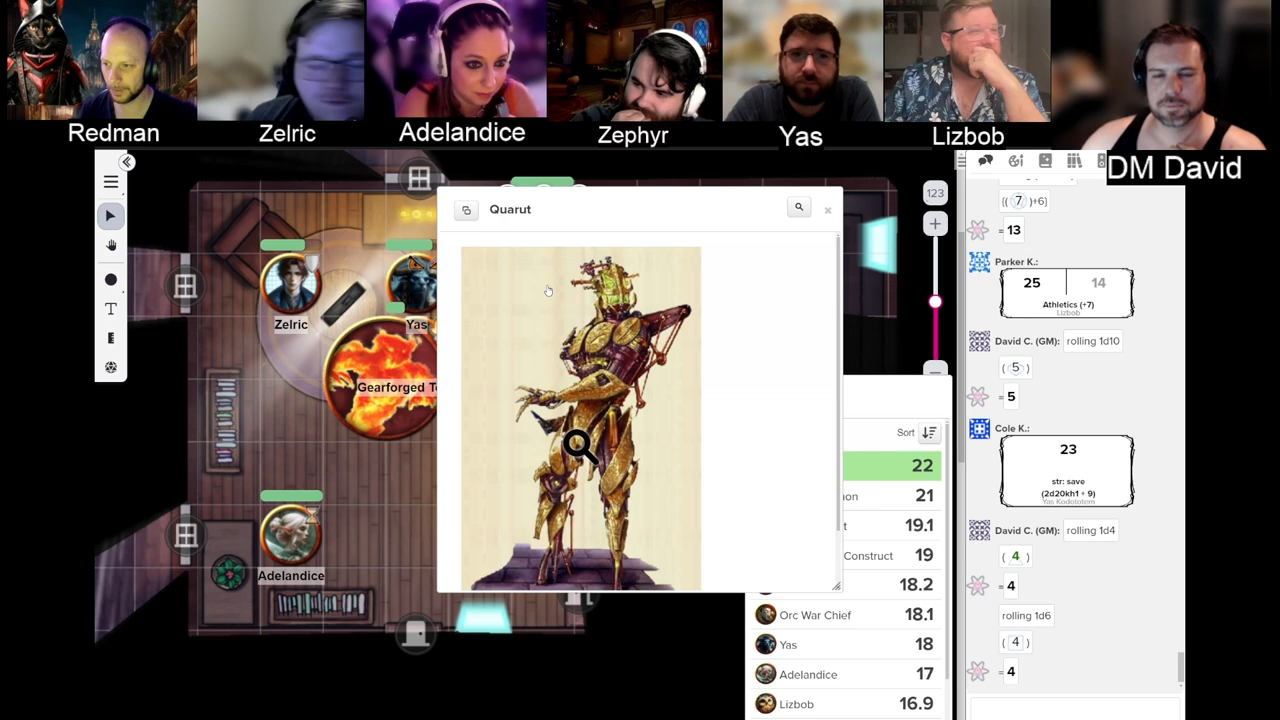 Redman
Zelric
Adelandice
Zephyr
Yas
Lizbob
DM David
Quarut
123
Zelric
Yas
Gearforged T
Adelandice
Sort
22
21
19.1
Construct 19
18.2
Orc War Chief 18.1
Yas 18
Adelandice 17
Lizbob 16.9
(( 7 )+6)
= 13
Parker K.:
25 14
Athletics (+7)
Lizbob
David C. (GM): rolling 1d10
( 5 )
= 5
Cole K.:
23
str: save
(2d20kh1 + 9)
Yas Kodototem
David C. (GM): rolling 1d4
( 4 )
= 4
rolling 1d6
( 4 )
= 4